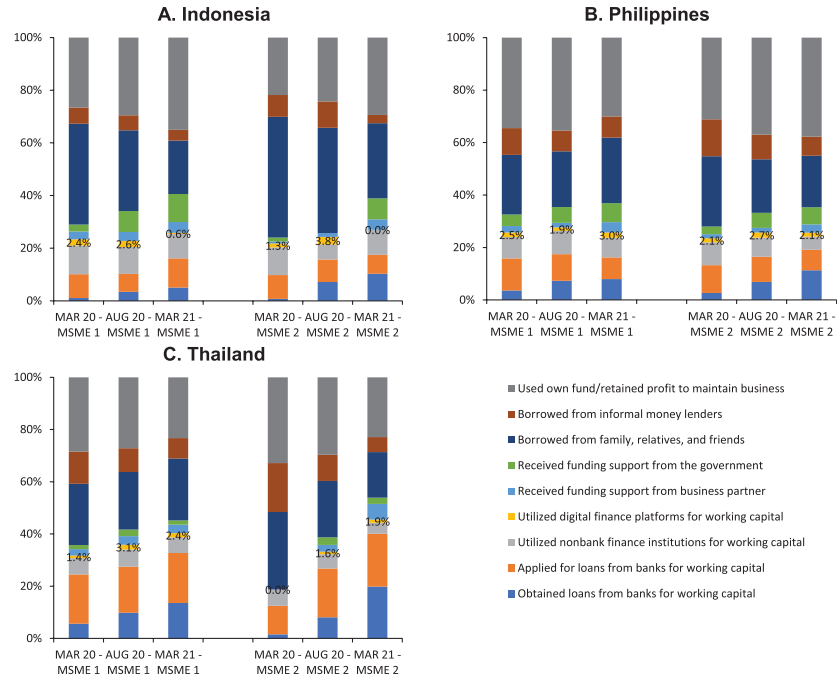 A. Indonesia
100%
80%
60%
40%
20%
0%
2.4%
2.6%
0.6%
1.3%
3.8%
0.0%
MAR 20 - AUG 20 - MAR 21 -
MSME 1 MSME 1 MSME 1
MAR 20 - AUG 20 - MAR 21 -
MSME 2 MSME 2 MSME 2
B. Philippines
100%
80%
60%
40%
20%
0%
2.5%
1.9%
3.0%
2.1%
2.7%
2.1%
MAR 20 - AUG 20 - MAR 21 -
MSME 1 MSME 1 MSME 1
MAR 20 - AUG 20 - MAR 21 -
MSME 2 MSME 2 MSME 2
C. Thailand
100%
80%
60%
40%
20%
0%
1.4%
3.1%
2.4%
0.0%
1.6%
1.9%
MAR 20 - AUG 20 - MAR 21 -
MSME 1 MSME 1 MSME 1
MAR 20 - AUG 20 - MAR 21 -
MSME 2 MSME 2 MSME 2
Used own fund/retained profit to maintain business
Borrowed from informal money lenders
Borrowed from family, relatives, and friends
Received funding support from the government
Received funding support from business partner
Utilized digital finance platforms for working capital
Utilized nonbank finance institutions for working capital
Applied for loans from banks for working capital
Obtained loans from banks for working capital